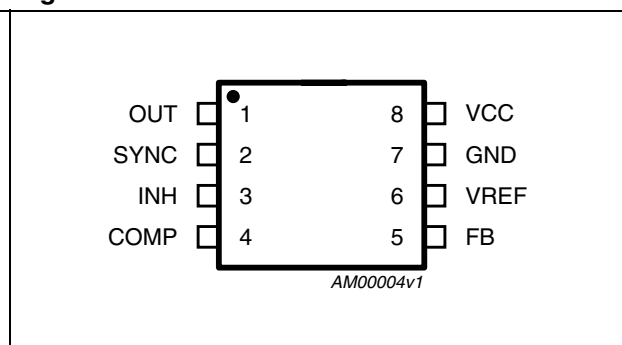 OUT 1 8 VCC
SYNC 2 7 GND
INH 3 6 VREF
COMP 4 5 FB
AM00004v1